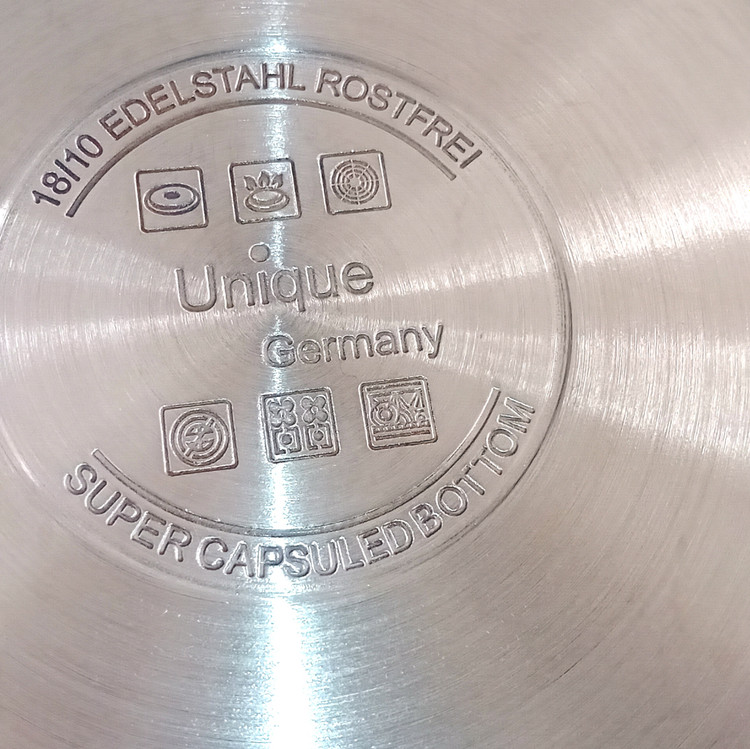 18/10 EDELSTAHL ROSTFREI
Unique
Germany
SUPER CAPSULED BOTTOM